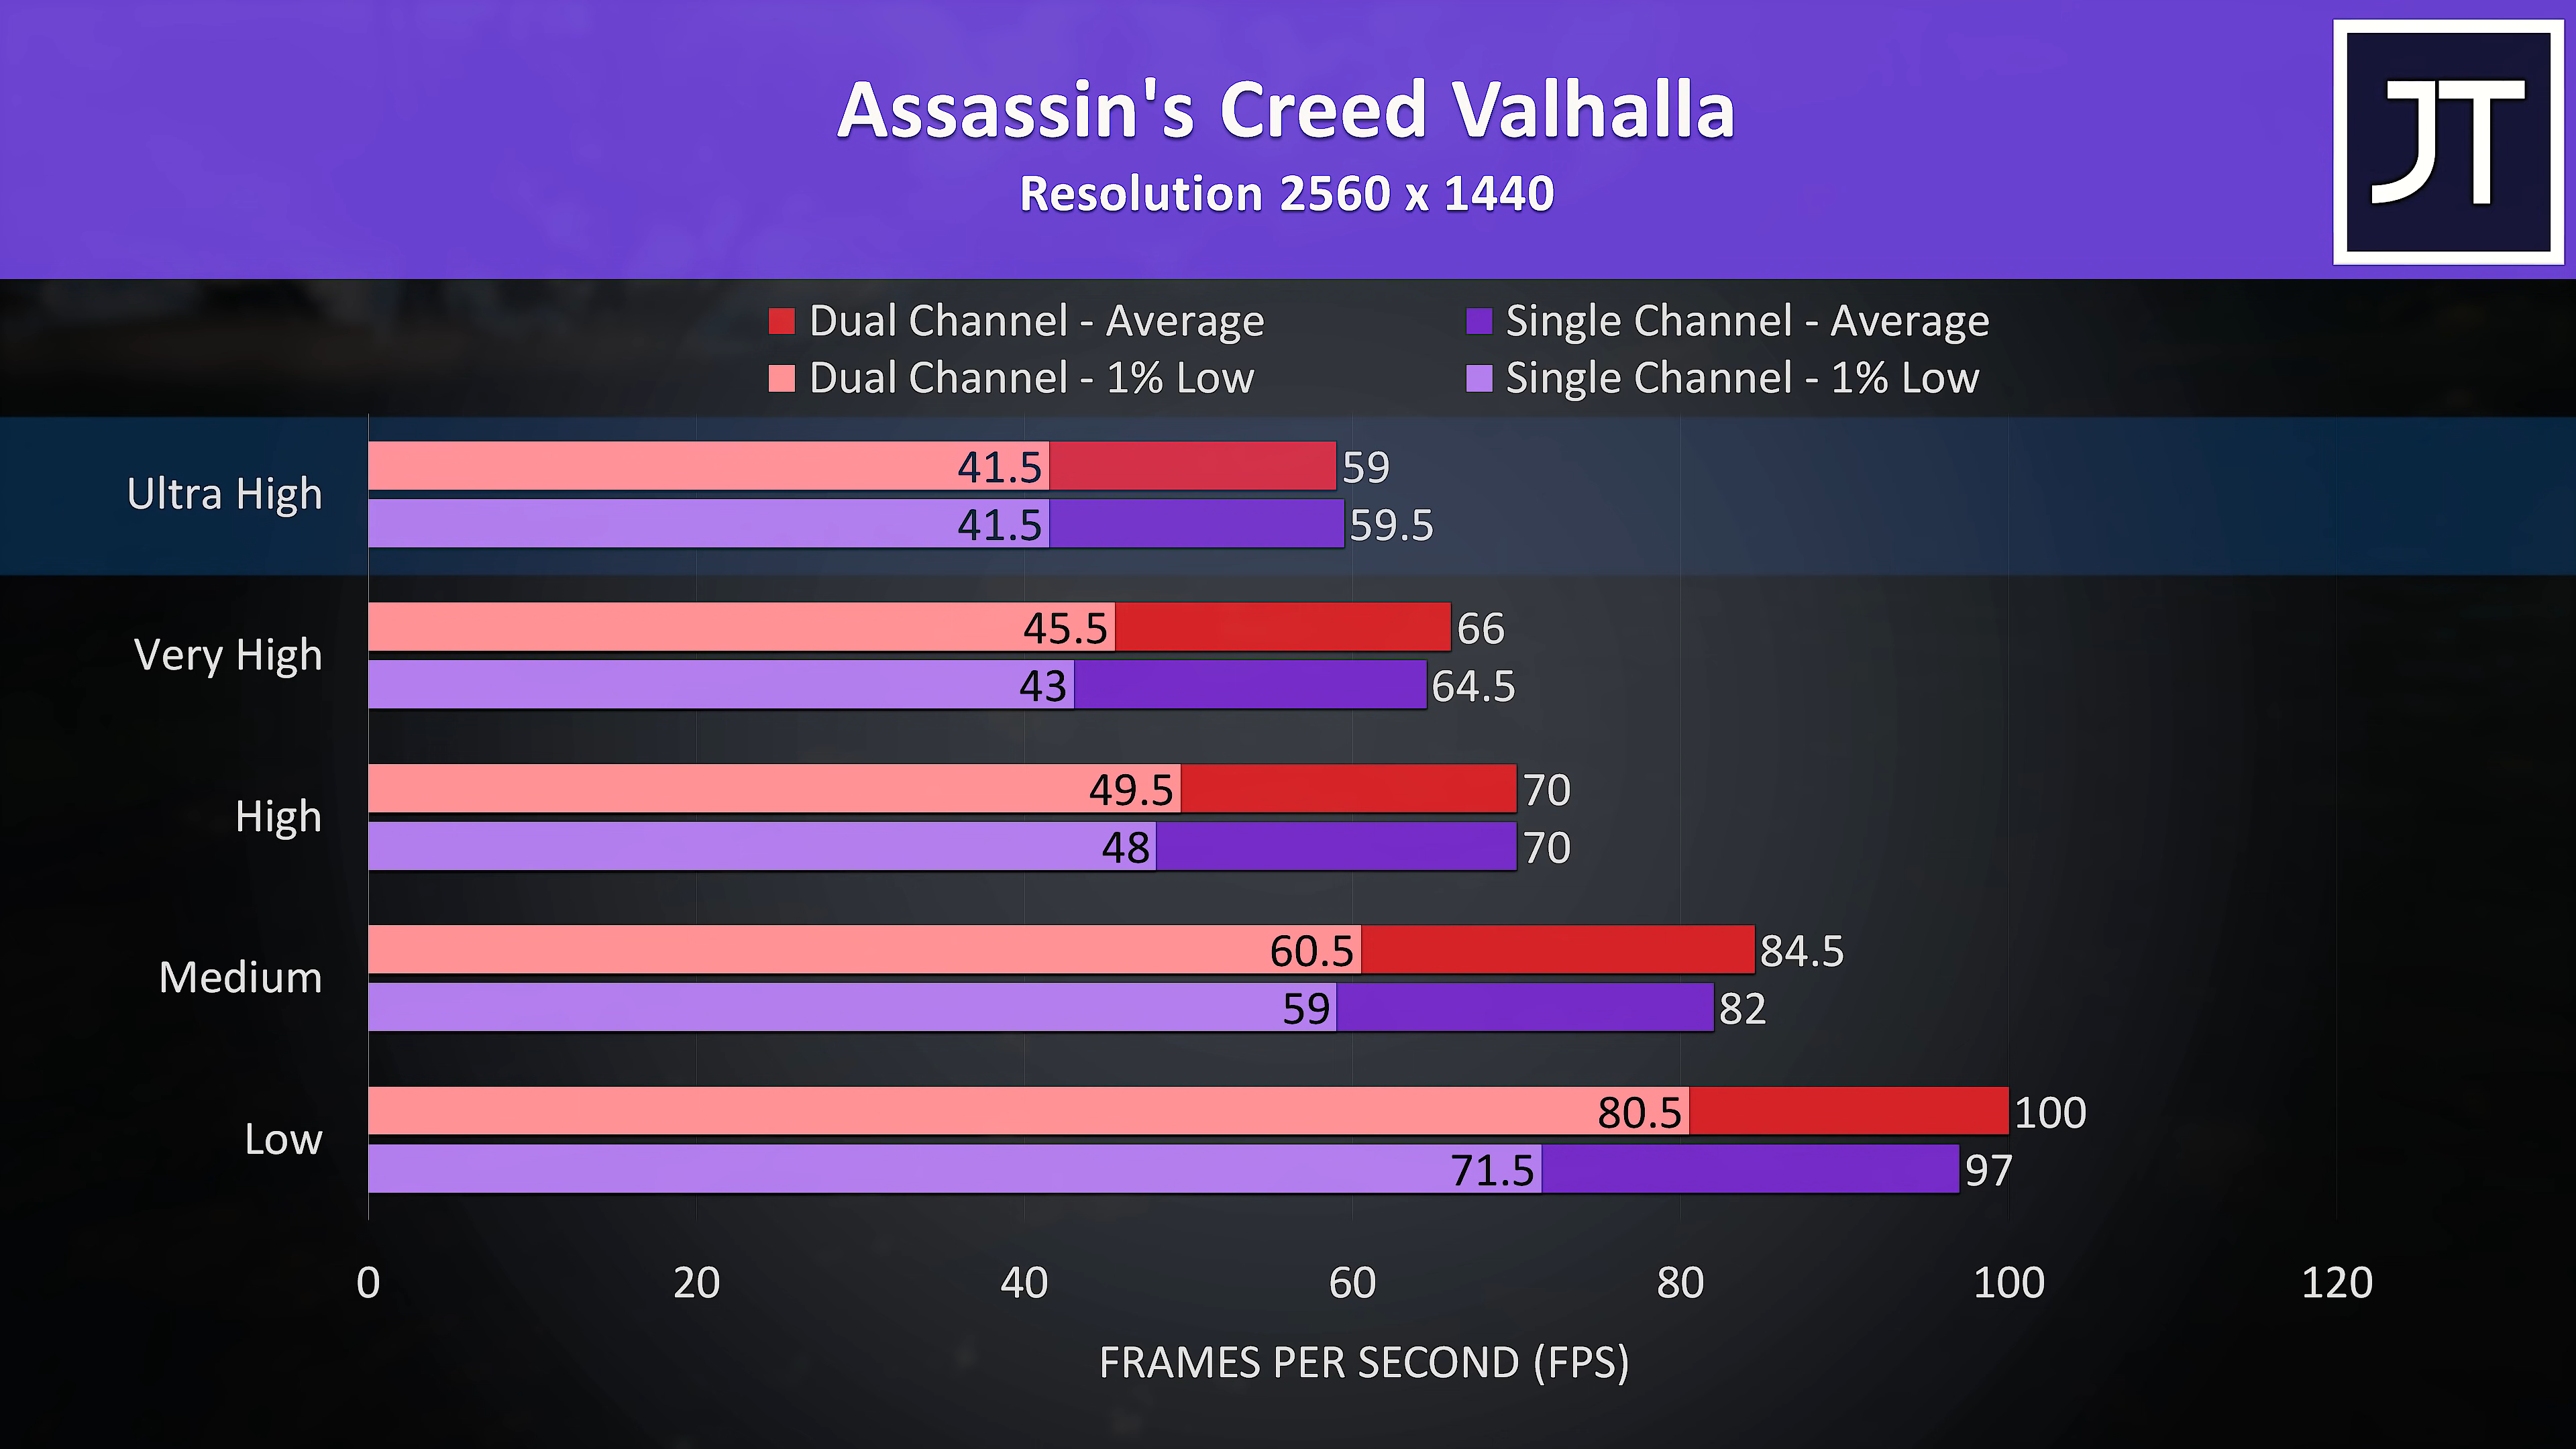 Assassin's Creed Valhalla
Resolution 2560 x 1440
JT
Dual Channel - Average
Single Channel - Average
Dual Channel - 1% Low
Single Channel - 1% Low
Ultra High
41.5
59
41.5
59.5
Very High
45.5
66
43
64.5
High
49.5
70
48
70
Medium
60.5
84.5
59
82
Low
80.5
100
71.5
97
0 20 40 60 80 100 120
FRAMES PER SECOND (FPS)